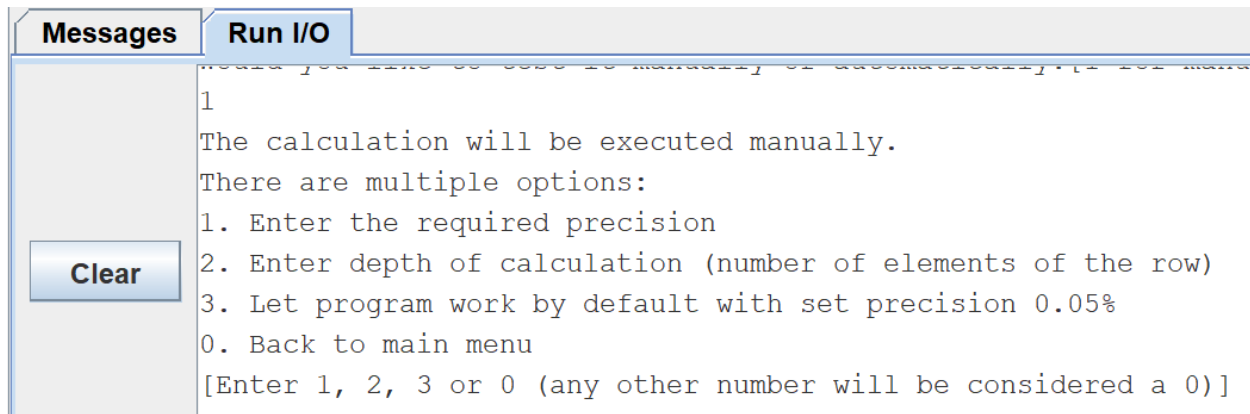 Messages Run I/O
1
The calculation will be executed manually.
There are multiple options:
1. Enter the required precision
Clear
2. Enter depth of calculation (number of elements of the row)
3. Let program work by default with set precision 0.05%
0. Back to main menu
[Enter 1, 2, 3 or 0 (any other number will be considered a 0)]